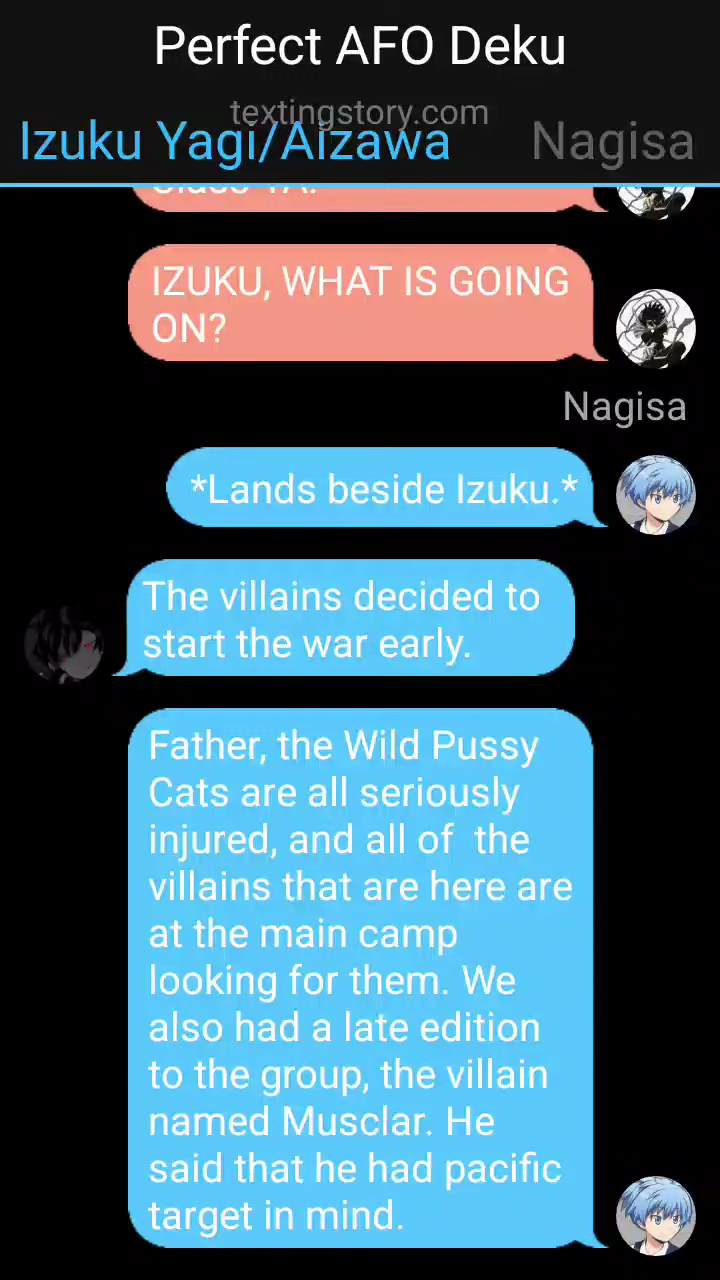 Perfect AFO Deku
textingstory.com
Izuku Yagi/Aizawa
Nagisa
IZUKU, WHAT IS GOING
ON?
Nagisa
*Lands beside Izuku.*
The villains decided to
start the war early.
Father, the Wild Pussy
Cats are all seriously
injured, and all of  the
villains that are here are
at the main camp
looking for them. We
also had a late edition
to the group, the villain
named Musclar. He
said that he had pacific
target in mind.